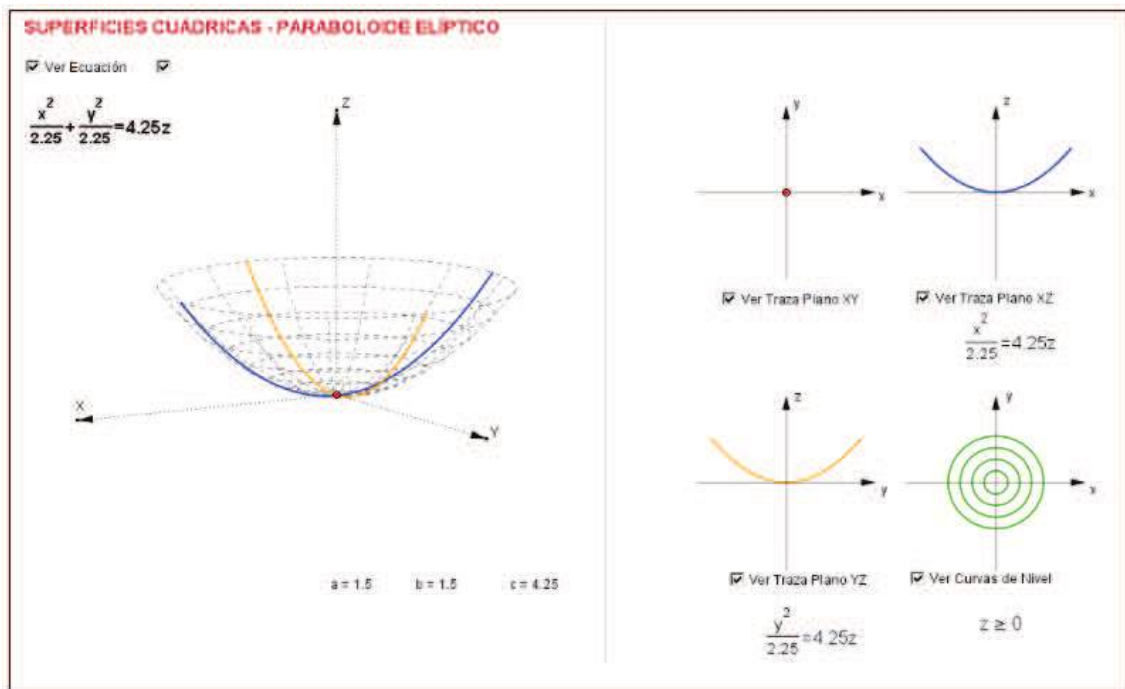 SUPERFICIES CUÁDRICAS - PARABOLOIDE ELÍPTICO
Ver Ecuación
x²/2.25 + y²/2.25 = 4.25z
Z
X
Y
a = 1.5 b = 1.5 c = 4.25
y
x
Ver Traza Plano XY
z
x
Ver Traza Plano XZ
x²/2.25 = 4.25z
z
y
Ver Traza Plano YZ
y²/2.25 = 4.25z
y
x
Ver Curvas de Nivel
z ≥ 0